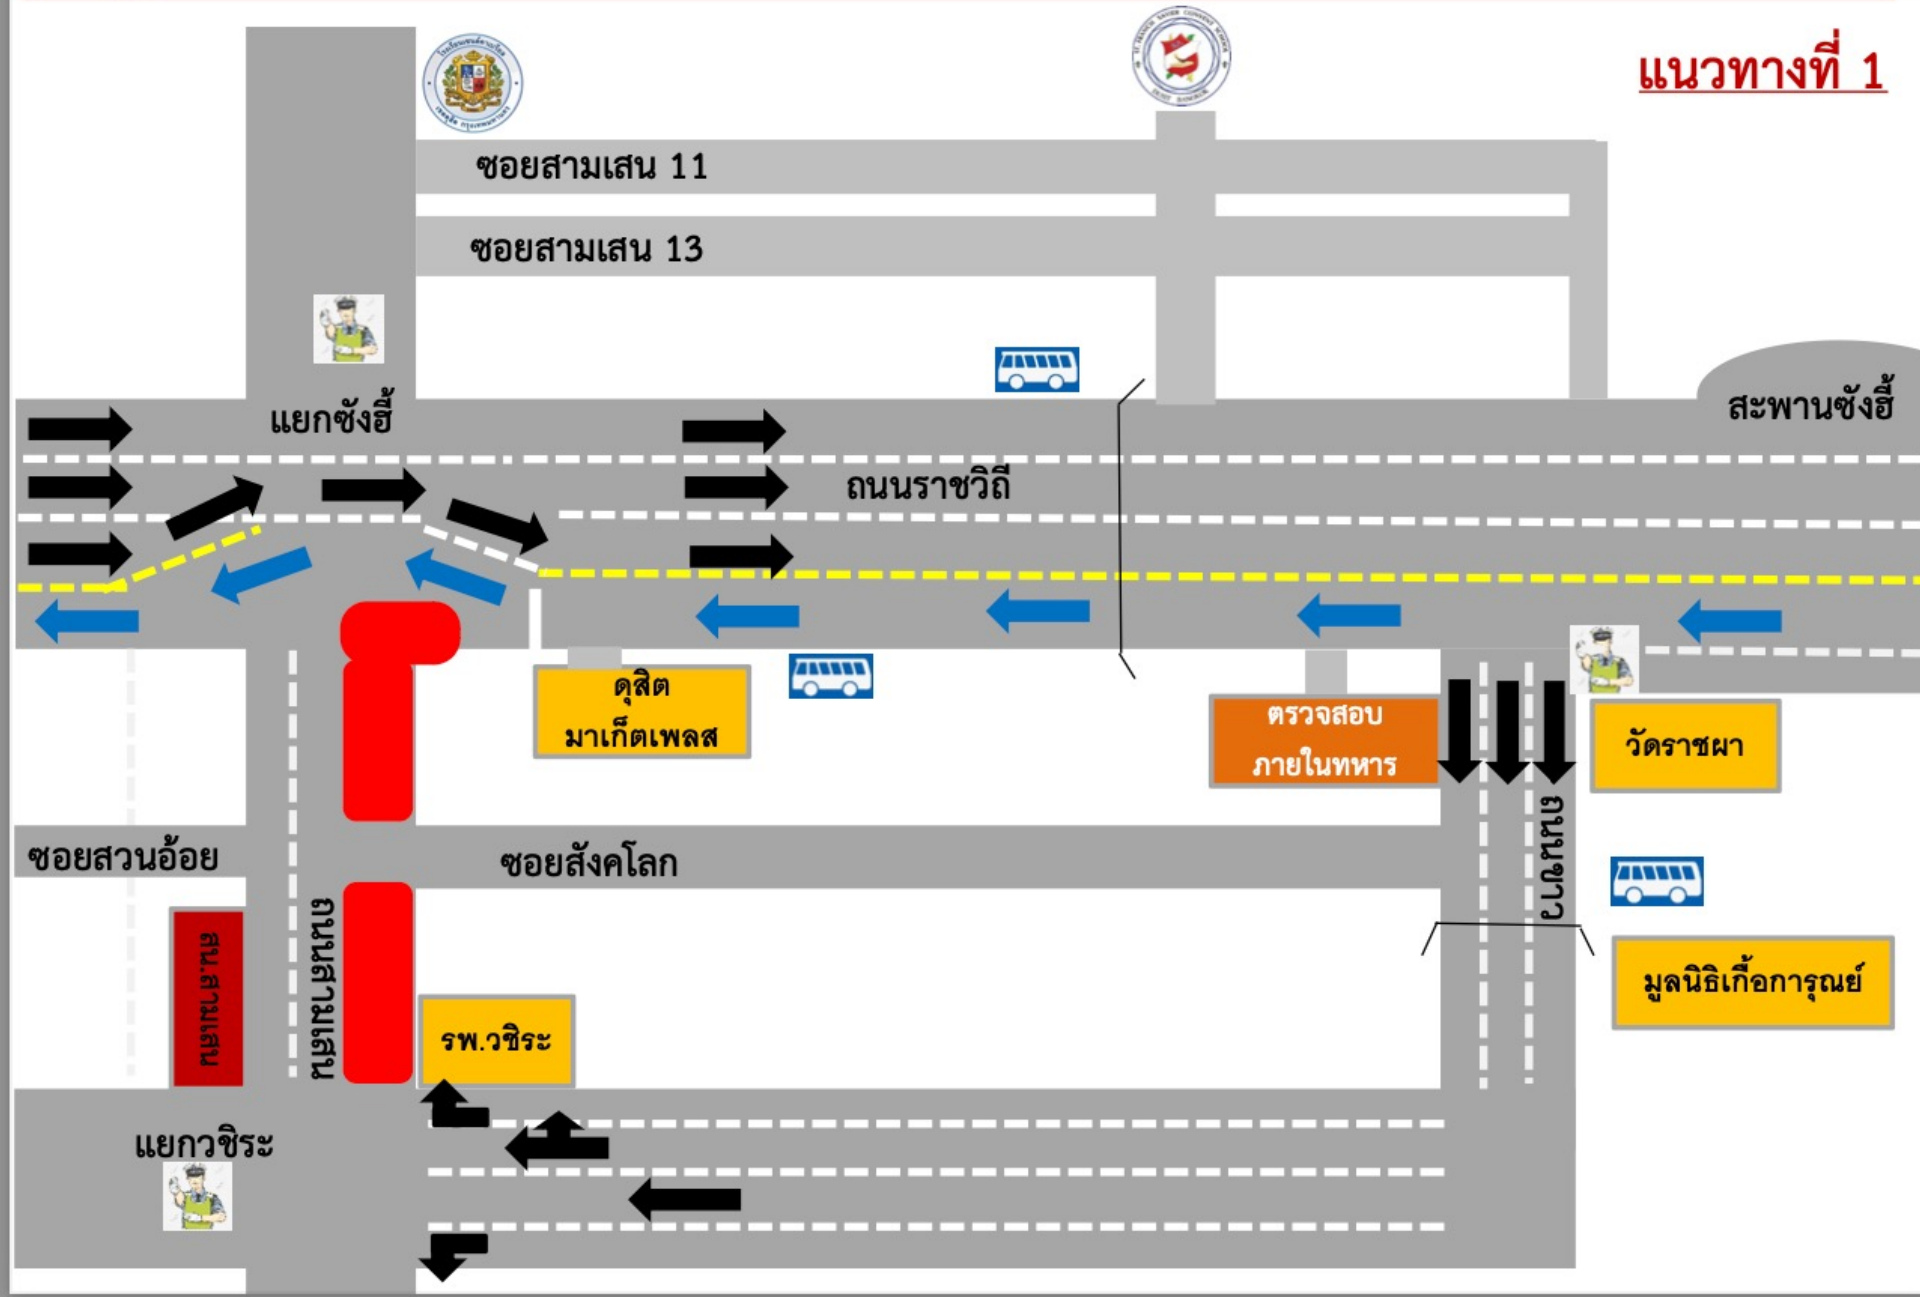 แนวทางที่ 1
ซอยสามเสน 11
ซอยสามเสน 13
แยกซังฮี้
สะพานซังฮี้
ถนนราชวิถี
ดุสิต
มาเก็ตเพลส
ตรวจสอบ
ภายในทหาร
วัดราชผา
ถนนขาว
ซอยสวนอ้อย
ซอยสังคโลก
สน.สามเสน
ถนนสามเสน
รพ.วชิระ
มูลนิธิเกื้อการุณย์
แยกวชิระ